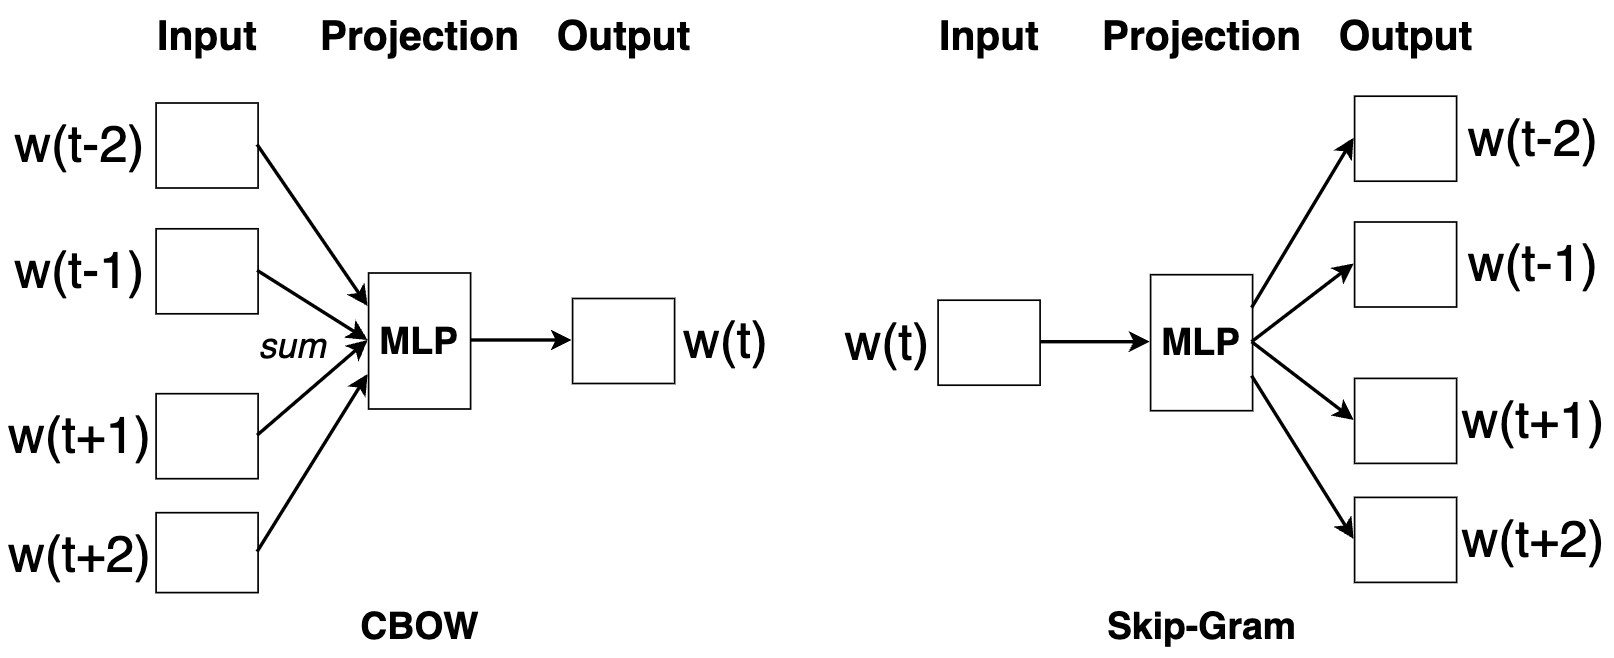 Input Projection Output
w(t-2)
w(t-1)
sum
MLP
w(t)
w(t+1)
w(t+2)
CBOW
Input Projection Output
w(t)
MLP
w(t-2)
w(t-1)
w(t+1)
w(t+2)
Skip-Gram